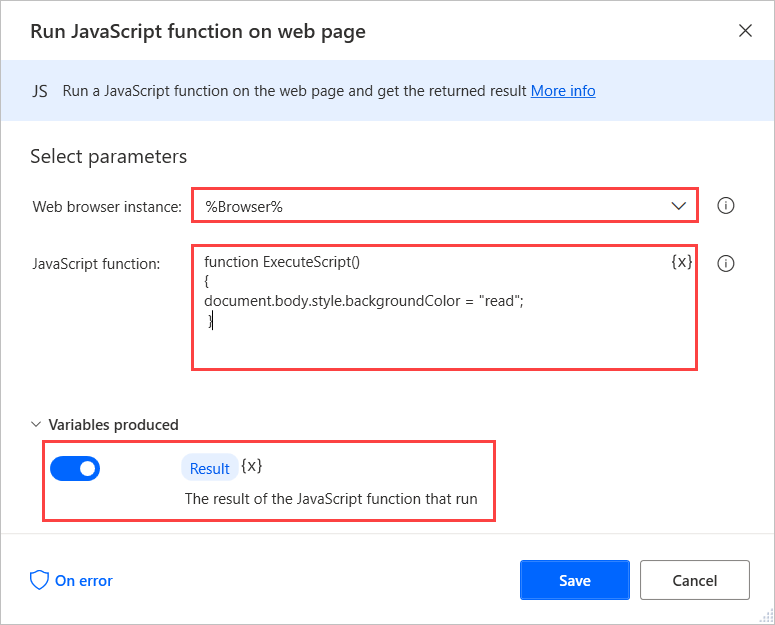 Run JavaScript function on web page
JS Run a JavaScript function on the web page and get the returned result More info
Select parameters
Web browser instance: %Browser%
JavaScript function: function ExecuteScript() {x}
{
document.body.style.backgroundColor = "read";
}
Variables produced
Result {x}
The result of the JavaScript function that run
On error Save Cancel